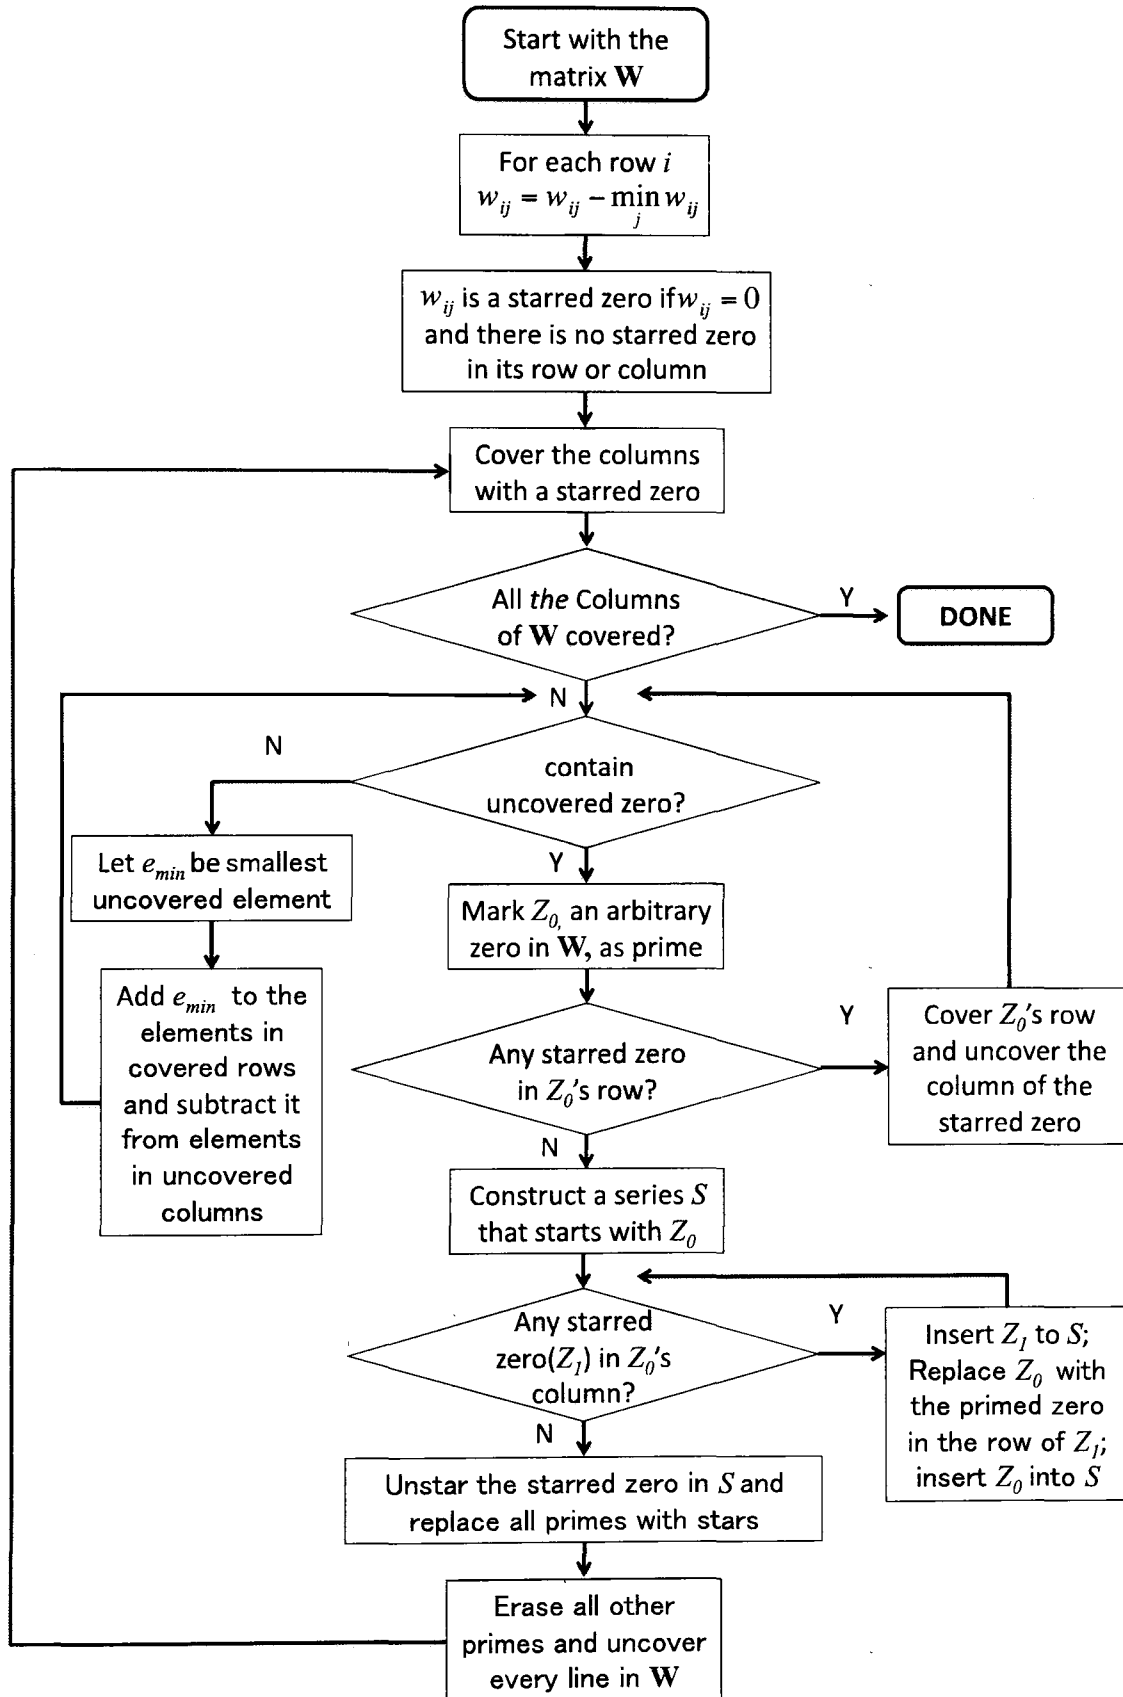 Start with the
matrix W
For each row i
w_ij = w_ij − min_j w_ij
w_ij is a starred zero if w_ij = 0
and there is no starred zero
in its row or column
Cover the columns
with a starred zero
All the Columns
of W covered?
Y
DONE
N
contain
uncovered zero?
N
Let e_min be smallest
uncovered element
Add e_min to the
elements in
covered rows
and subtract it
from elements
in uncovered
columns
Y
Mark Z_0, an arbitrary
zero in W, as prime
Any starred zero
in Z_0's row?
Y
Cover Z_0's row
and uncover the
column of the
starred zero
N
Construct a series S
that starts with Z_0
Any starred
zero(Z_1) in Z_0's
column?
Y
Insert Z_1 to S;
Replace Z_0 with
the primed zero
in the row of Z_1;
insert Z_0 into S
N
Unstar the starred zero in S and
replace all primes with stars
Erase all other
primes and uncover
every line in W